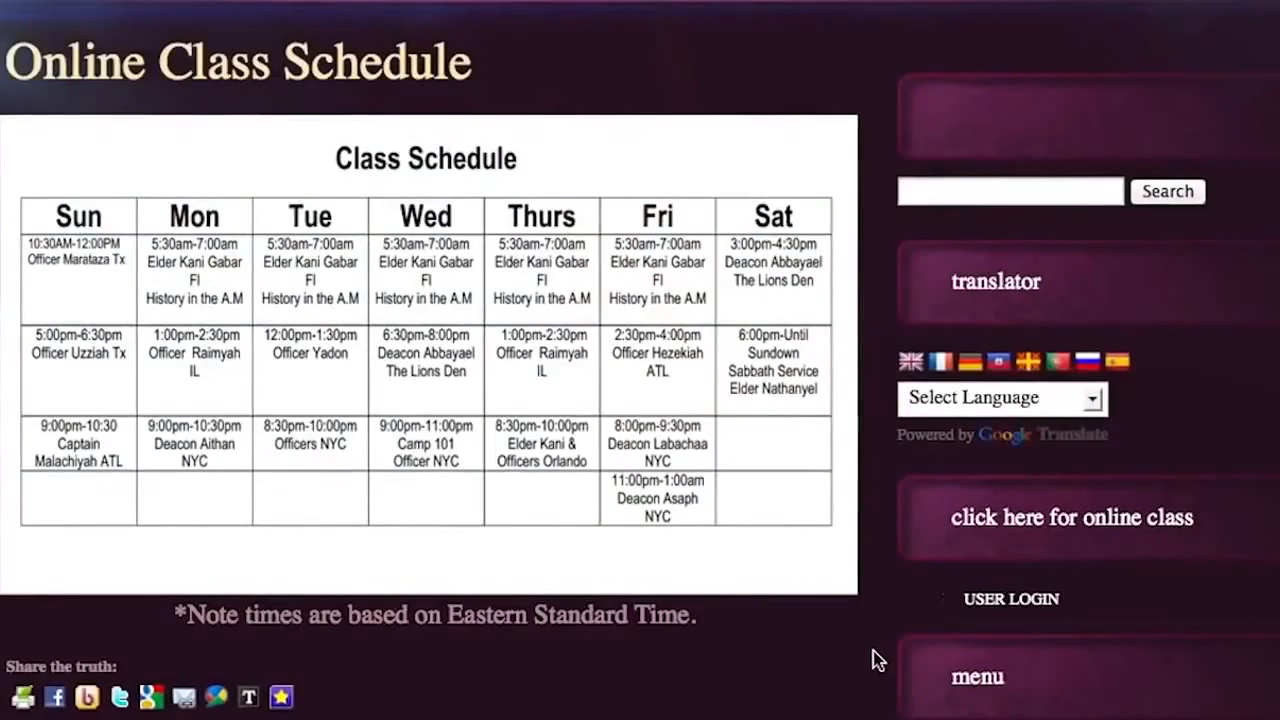 Online Class Schedule
Class Schedule
Sun Mon Tue Wed Thurs Fri Sat
10:30AM-12:00PM
Officer Marataza Tx
5:30am-7:00am
Elder Kani Gabar
Fl
History in the A.M
5:30am-7:00am
Elder Kani Gabar
Fl
History in the A.M
5:30am-7:00am
Elder Kani Gabar
Fl
History in the A.M
5:30am-7:00am
Elder Kani Gabar
Fl
History in the A.M
5:30am-7:00am
Elder Kani Gabar
Fl
History in the A.M
3:00pm-4:30pm
Deacon Abbayael
The Lions Den
5:00pm-6:30pm
Officer Uzziah Tx
1:00pm-2:30pm
Officer Raimyah
IL
12:00pm-1:30pm
Officer Yadon
6:30pm-8:00pm
Deacon Abbayael
The Lions Den
1:00pm-2:30pm
Officer Raimyah
IL
2:30pm-4:00pm
Officer Hezekiah
ATL
6:00pm-Until
Sundown
Sabbath Service
Elder Nathanyel
9:00pm-10:30
Captain
Malachiyah ATL
9:00pm-10:30pm
Deacon Aithan
NYC
8:30pm-10:00pm
Officers NYC
9:00pm-11:00pm
Camp 101
Officer NYC
8:30pm-10:00pm
Elder Kani &
Officers Orlando
8:00pm-9:30pm
Deacon Labachaa
NYC
11:00pm-1:00am
Deacon Asaph
NYC
*Note times are based on Eastern Standard Time.
Share the truth:
T
Search
translator
Select Language
Powered by Google Translate
click here for online class
USER LOGIN
menu